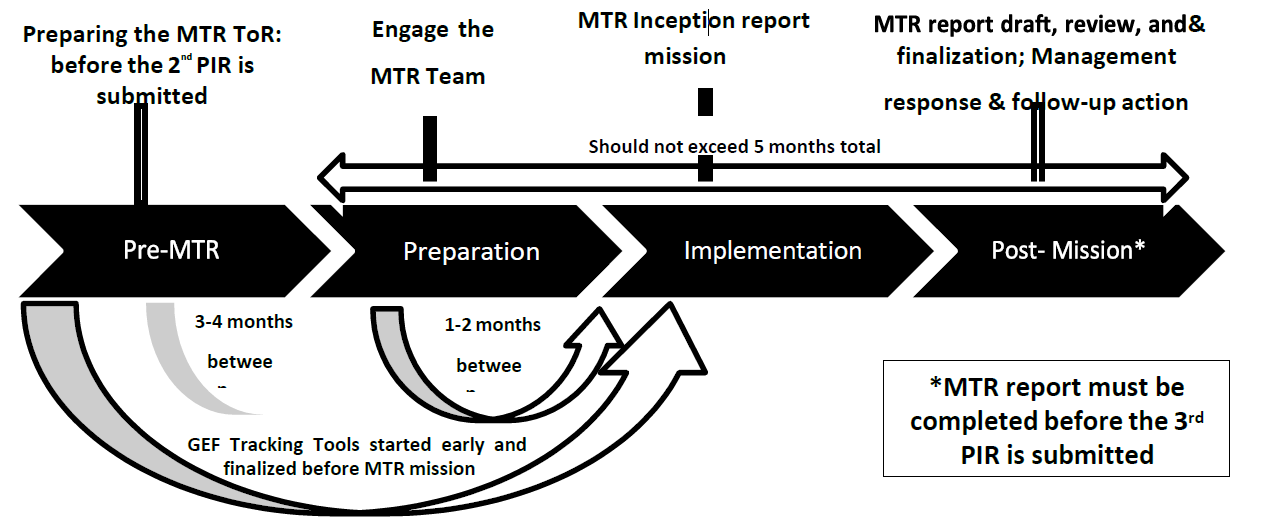 Preparing the MTR ToR:
before the 2nd PIR is
submitted
Engage the
MTR Team
MTR Inception report
mission
MTR report draft, review, and&
finalization; Management
response & follow-up action
Should not exceed 5 months total
Pre-MTR
Preparation
Implementation
Post- Mission*
3-4 months
betwee
1-2 months
betwee
GEF Tracking Tools started early and
finalized before MTR mission
*MTR report must be
completed before the 3rd
PIR is submitted